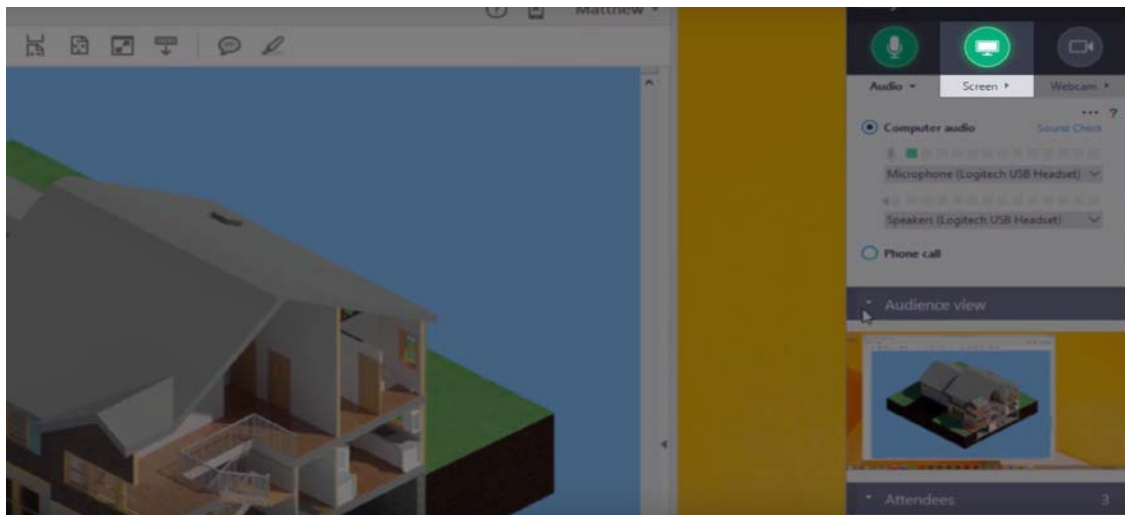 Matthew
Audio Screen Webcam
... ?
Computer audio Sound Check
Microphone (Logitech USB Headset)
Speakers (Logitech USB Headset)
Phone call
Audience view
Attendees 3